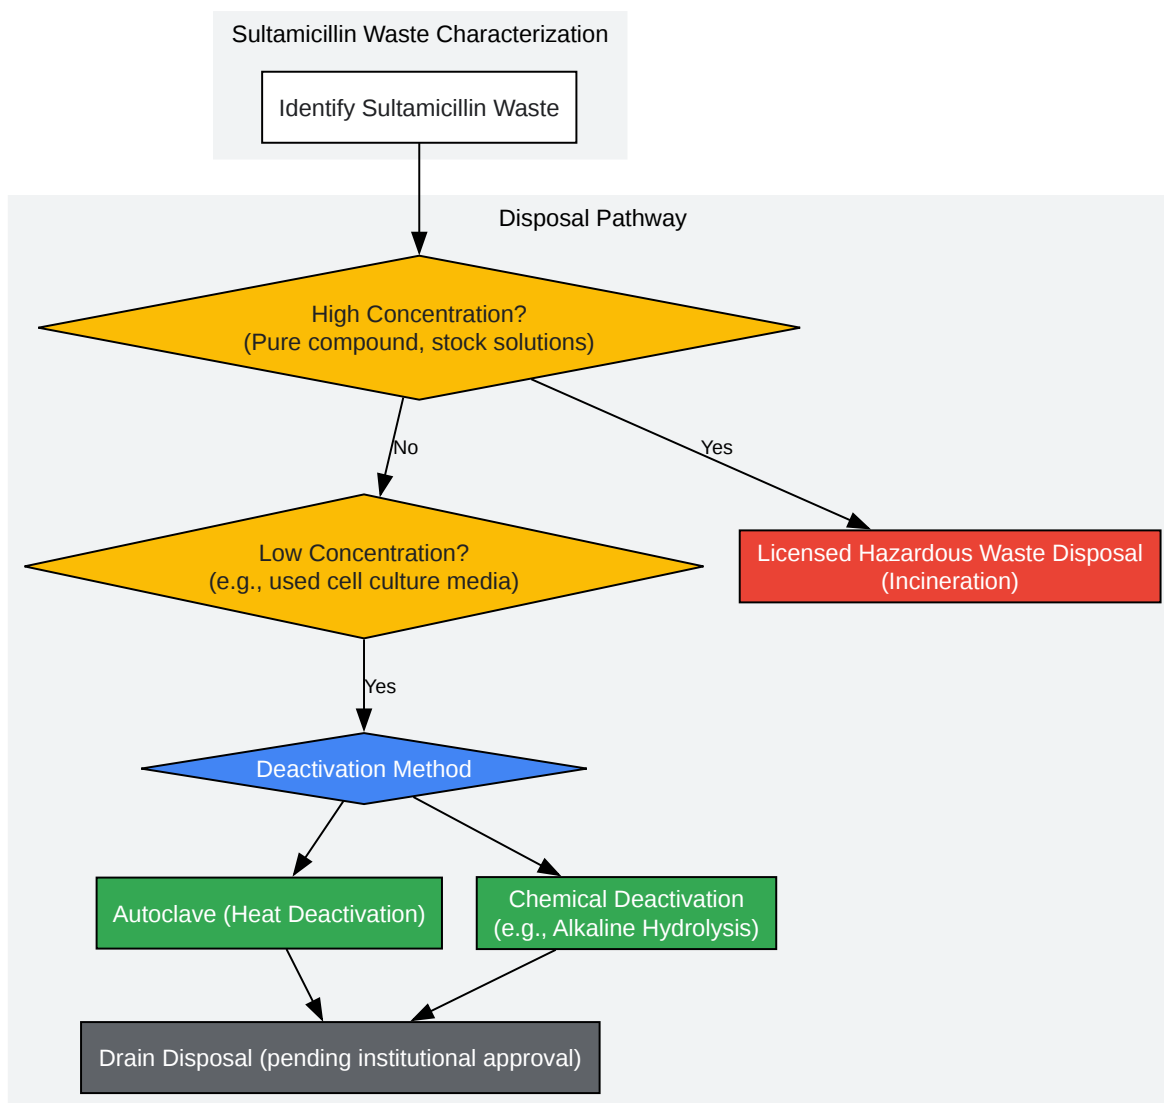 Sultamicillin Waste Characterization
Identify Sultamicillin Waste
Disposal Pathway
High Concentration?
(Pure compound, stock solutions)
No
Yes
Low Concentration?
(e.g., used cell culture media)
Licensed Hazardous Waste Disposal
(Incineration)
Yes
Deactivation Method
Autoclave (Heat Deactivation)
Chemical Deactivation
(e.g., Alkaline Hydrolysis)
Drain Disposal (pending institutional approval)